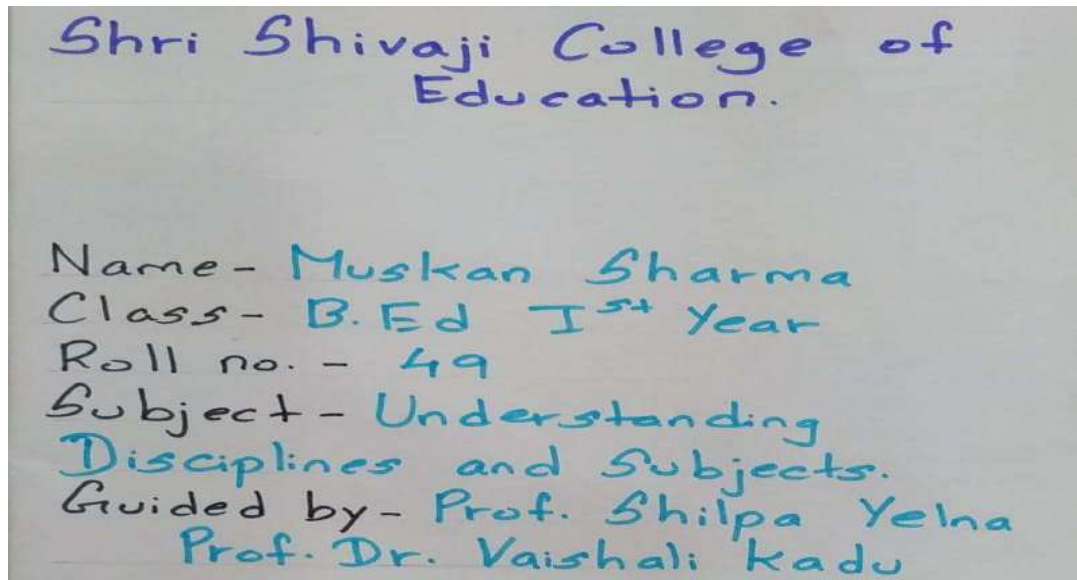 Shri Shivaji College of
Education.
Name- Muskan Sharma
Class- B.Ed Ist Year
Roll no. - 49
Subject- Understanding
Disciplines and Subjects.
Guided by- Prof. Shilpa Yelna
Prof. Dr. Vaishali Kadu